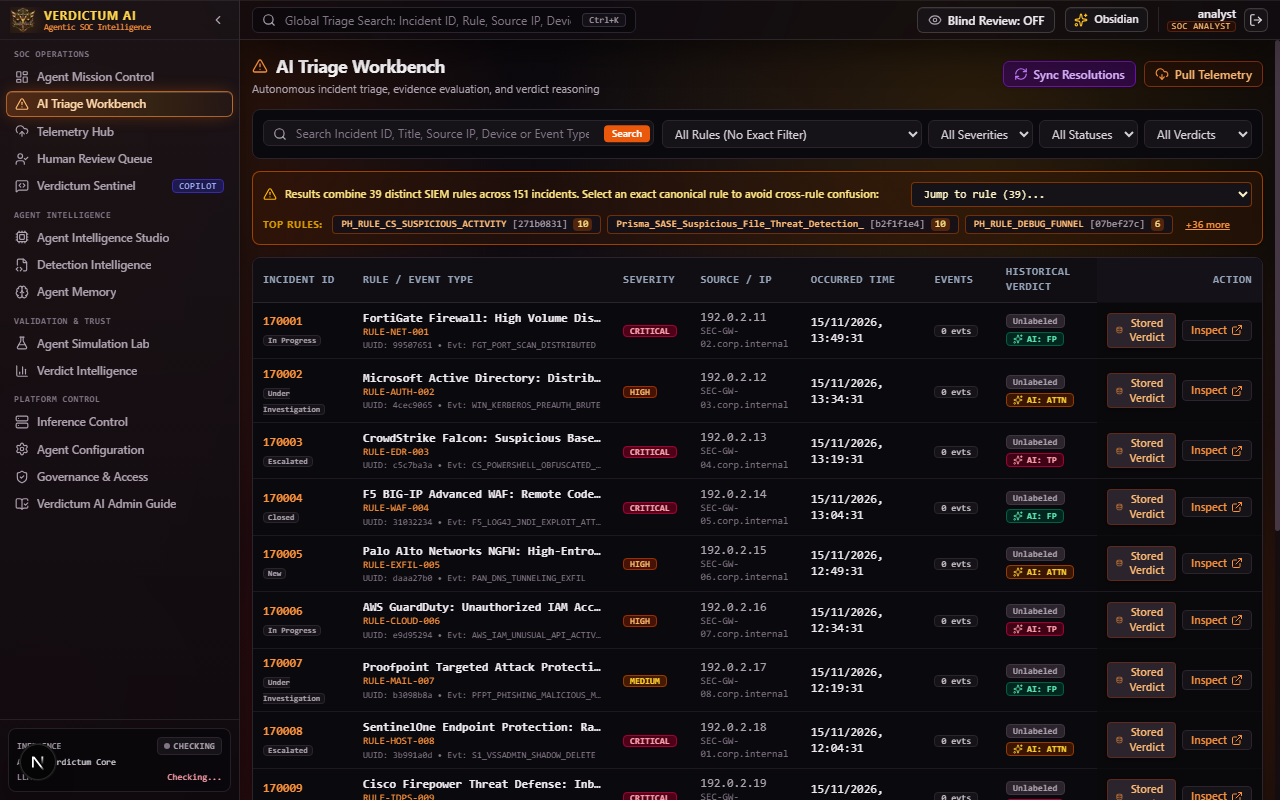 VERDICTUM AI
Agentic SOC Intelligence
Global Triage Search: Incident ID, Rule, Source IP, Ctrl+K
Blind Review: OFF
Obsidian
analyst
SOC ANALYST
SOC OPERATIONS
Agent Mission Control
AI Triage Workbench
Telemetry Hub
Human Review Queue
Verdictum Sentinel COPILOT
AGENT INTELLIGENCE
Agent Intelligence Studio
Detection Intelligence
Agent Memory
VALIDATION & TRUST
Agent Simulation Lab
Verdict Intelligence
PLATFORM CONTROL
Inference Control
Agent Configuration
Governance & Access
Verdictum AI Admin Guide
CHECKING
N
Core
Checking...
AI Triage Workbench
Autonomous incident triage, evidence evaluation, and verdict reasoning
Sync Resolutions
Pull Telemetry
Search Incident ID, Title, Source IP, Device or Event Type
Search
All Rules (No Exact Filter)
All Severities
All Statuses
All Verdicts
Results combine 39 distinct SIEM rules across 151 incidents. Select an exact canonical rule to avoid cross-rule confusion:
Jump to rule (39)...
TOP RULES: PH_RULE_CS_SUSPICIOUS_ACTIVITY [271b0831] 10
Prisma_SASE_Suspicious_File_Threat_Detection_ [b2f1f1e4] 10
PH_RULE_DEBUG_FUNNEL [07bef27c] 6
+36 more
INCIDENT ID RULE / EVENT TYPE SEVERITY SOURCE / IP OCCURRED TIME EVENTS HISTORICAL VERDICT ACTION
170001
In Progress
FortiGate Firewall: High Volume Dis…
RULE-NET-001
UUID: 99507651 • Evt: FGT_PORT_SCAN_DISTRIBUTED
CRITICAL
192.0.2.11
SEC-GW-
02.corp.internal
15/11/2026,
13:49:31
0 evts
Unlabeled
AI: FP
Stored
Verdict
Inspect
170002
Under
Investigation
Microsoft Active Directory: Distrib…
RULE-AUTH-002
UUID: 4cec9065 • Evt: WIN_KERBEROS_PREAUTH_BRUTE
HIGH
192.0.2.12
SEC-GW-
03.corp.internal
15/11/2026,
13:34:31
0 evts
Unlabeled
AI: ATTN
Stored
Verdict
Inspect
170003
Escalated
CrowdStrike Falcon: Suspicious Base…
RULE-EDR-003
UUID: c5c7ba3a • Evt: CS_POWERSHELL_OBFUSCATED_…
CRITICAL
192.0.2.13
SEC-GW-
04.corp.internal
15/11/2026,
13:19:31
0 evts
Unlabeled
AI: TP
Stored
Verdict
Inspect
170004
Closed
F5 BIG-IP Advanced WAF: Remote Code…
RULE-WAF-004
UUID: 31032234 • Evt: F5_LOG4J_JNDI_EXPLOIT_ATT…
CRITICAL
192.0.2.14
SEC-GW-
05.corp.internal
15/11/2026,
13:04:31
0 evts
Unlabeled
AI: FP
Stored
Verdict
Inspect
170005
New
Palo Alto Networks NGFW: High-Entro…
RULE-EXFIL-005
UUID: daaa27b0 • Evt: PAN_DNS_TUNNELING_EXFIL
HIGH
192.0.2.15
SEC-GW-
06.corp.internal
15/11/2026,
12:49:31
0 evts
Unlabeled
AI: ATTN
Stored
Verdict
Inspect
170006
In Progress
AWS GuardDuty: Unauthorized IAM Acc…
RULE-CLOUD-006
UUID: e9d95294 • Evt: AWS_IAM_UNUSUAL_API_ACTIV…
HIGH
192.0.2.16
SEC-GW-
07.corp.internal
15/11/2026,
12:34:31
0 evts
Unlabeled
AI: TP
Stored
Verdict
Inspect
170007
Under
Investigation
Proofpoint Targeted Attack Protecti…
RULE-MAIL-007
UUID: b3098b8a • Evt: PFPT_PHISHING_MALICIOUS_M…
MEDIUM
192.0.2.17
SEC-GW-
08.corp.internal
15/11/2026,
12:19:31
0 evts
Unlabeled
AI: FP
Stored
Verdict
Inspect
170008
Escalated
SentinelOne Endpoint Protection: Ra…
RULE-HOST-008
UUID: 3b991a0d • Evt: S1_VSSADMIN_SHADOW_DELETE
CRITICAL
192.0.2.18
SEC-GW-
01.corp.internal
15/11/2026,
12:04:31
0 evts
Unlabeled
AI: ATTN
Stored
Verdict
Inspect
170009
Cisco Firepower Threat Defense: Inb…
RULE-IDPS-009
CRITICAL
192.0.2.19
SEC-GW-
15/11/2026,
Unlabeled
Stored
Inspect